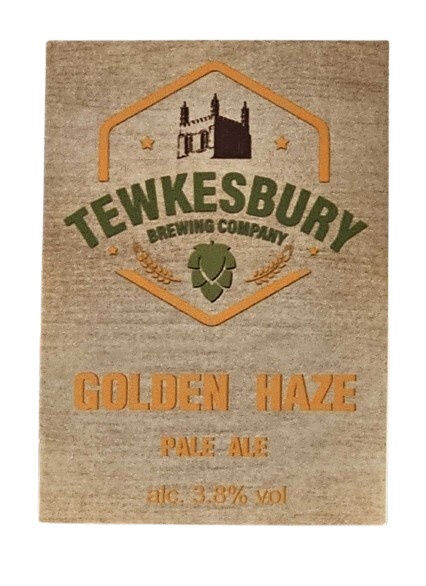 TEWKESBURY
BREWING COMPANY
GOLDEN HAZE
PALE ALE
alc. 3.8% vol